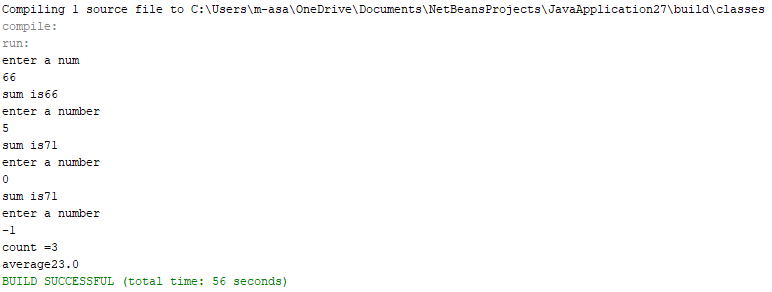 Compiling 1 source file to C:\Users\m-asa\OneDrive\Documents\NetBeansProjects\JavaApplication27\build\classes
compile:
run:
enter a num
66
sum is66
enter a number
5
sum is71
enter a number
0
sum is71
enter a number
-1
count =3
average23.0
BUILD SUCCESSFUL (total time: 56 seconds)